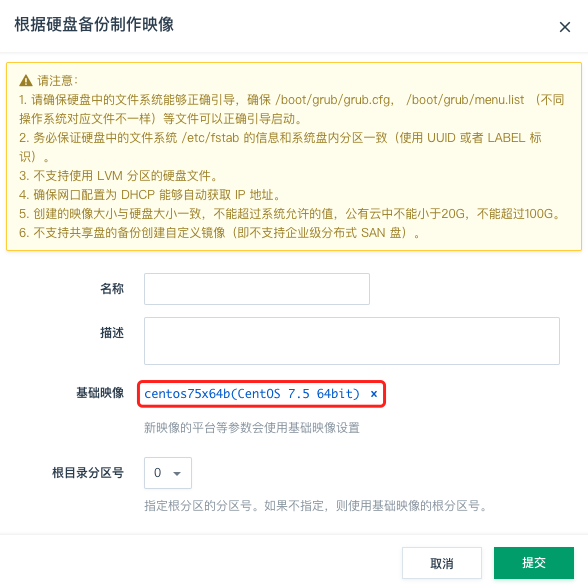 根据硬盘备份制作映像
请注意：
1. 请确保硬盘中的文件系统能够正确引导，确保 /boot/grub/grub.cfg， /boot/grub/menu.list （不同
操作系统对应文件不一样）等文件可以正确引导启动。
2. 务必保证硬盘中的文件系统 /etc/fstab 的信息和系统盘内分区一致（使用 UUID 或者 LABEL 标
识）。
3. 不支持使用 LVM 分区的硬盘文件。
4. 确保网口配置为 DHCP 能够自动获取 IP 地址。
5. 创建的映像大小与硬盘大小一致，不能超过系统允许的值，公有云中不能小于20G，不能超过100G。
6. 不支持共享盘的备份创建自定义镜像（即不支持企业级分布式 SAN 盘）。
名称
描述
基础映像 centos75x64b(CentOS 7.5 64bit) ×
新映像的平台等参数会使用基础映像设置
根目录分区号 0
指定根分区的分区号。如果不指定，则使用基础映像的根分区号。
取消 提交